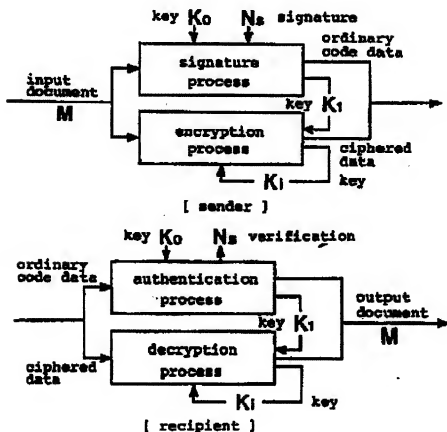 key K₀ Nₛ signature
ordinary
code data
signature
process
input
document
M
key K₁
encryption
process
ciphered
data
Kᵢ key
[ sender ]
key K₀ Nₛ verification
ordinary
code data
authentication
process
output
document
M
key K₁
decryption
process
ciphered
data
Kᵢ key
[ recipient ]